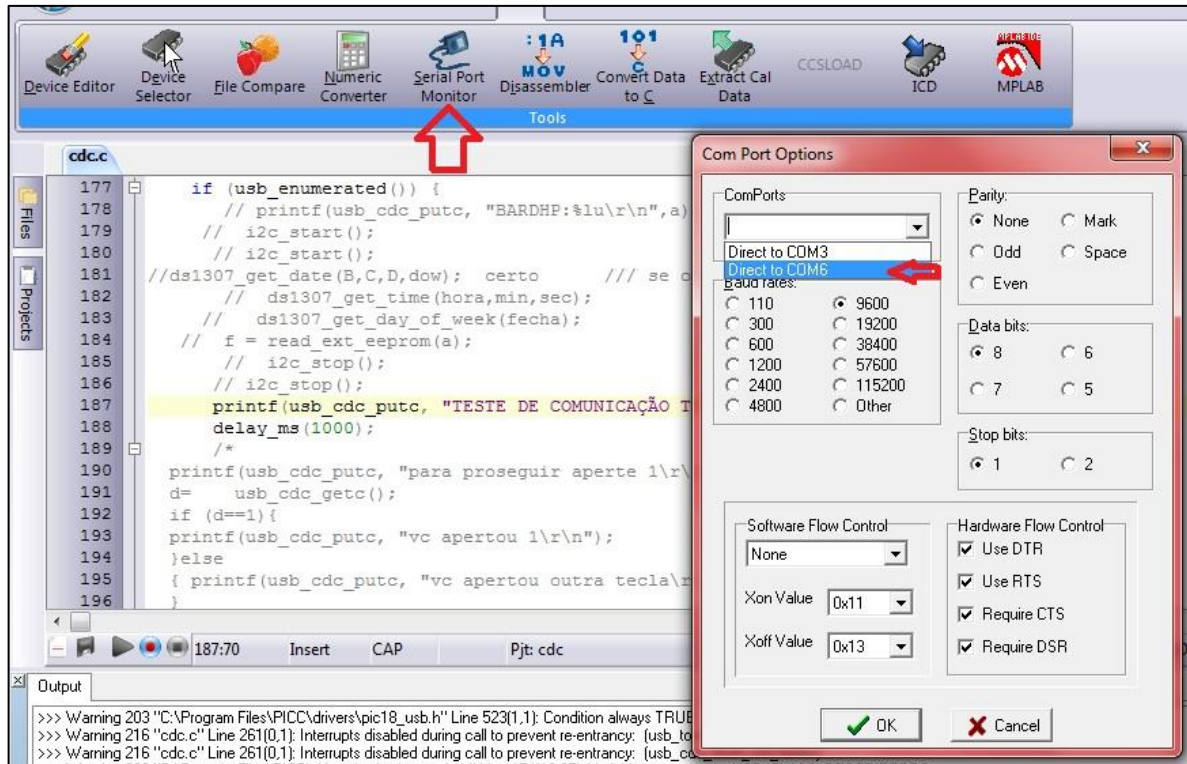 Device Editor
Device Selector
File Compare
Numeric Converter
Serial Port Monitor
:1A MOV
Disassembler
101 C
Convert Data to C
Extract Cal Data
CCSLOAD
ICD
MPLAB IDE
MPLAB
Tools
cdc.c
Files
Projects
177 if (usb_enumerated()) {
178 // printf(usb_cdc_putc, "BARDHP:%lu\r\n",a)
179 // i2c_start();
180 // i2c_start();
181 //ds1307_get_date(B,C,D,dow); certo /// se
182 // ds1307_get_time(hora,min,sec);
183 // ds1307_get_day_of_week(fecha);
184 // f = read_ext_eeprom(a);
185 // i2c_stop();
186 // i2c_stop();
187 printf(usb_cdc_putc, "TESTE DE COMUNICAÇÃO T
188 delay_ms(1000);
189 /*
190 printf(usb_cdc_putc, "para proseguir aperte 1\r\
191 d= usb_cdc_getc();
192 if (d==1){
193 printf(usb_cdc_putc, "vc apertou 1\r\n");
194 }else
195 { printf(usb_cdc_putc, "vc apertou outra tecla\r
196 }
187:70 Insert CAP Pjt: cdc
Output
>>> Warning 203 "C:\Program Files\PICC\drivers\pic18_usb.h" Line 523(1,1): Condition always TRUE
>>> Warning 216 "cdc.c" Line 261(0,1): Interrupts disabled during call to prevent re-entrancy: (usb_to
>>> Warning 216 "cdc.c" Line 261(0,1): Interrupts disabled during call to prevent re-entrancy: (usb_cd
Com Port Options
ComPorts
Direct to COM3
Direct to COM6
Baud rates:
110 9600
300 19200
600 38400
1200 57600
2400 115200
4800 Other
Parity:
None Mark
Odd Space
Even
Data bits:
8 6
7 5
Stop bits:
1 2
Software Flow Control
None
Xon Value 0x11
Xoff Value 0x13
Hardware Flow Control
Use DTR
Use RTS
Require CTS
Require DSR
OK Cancel